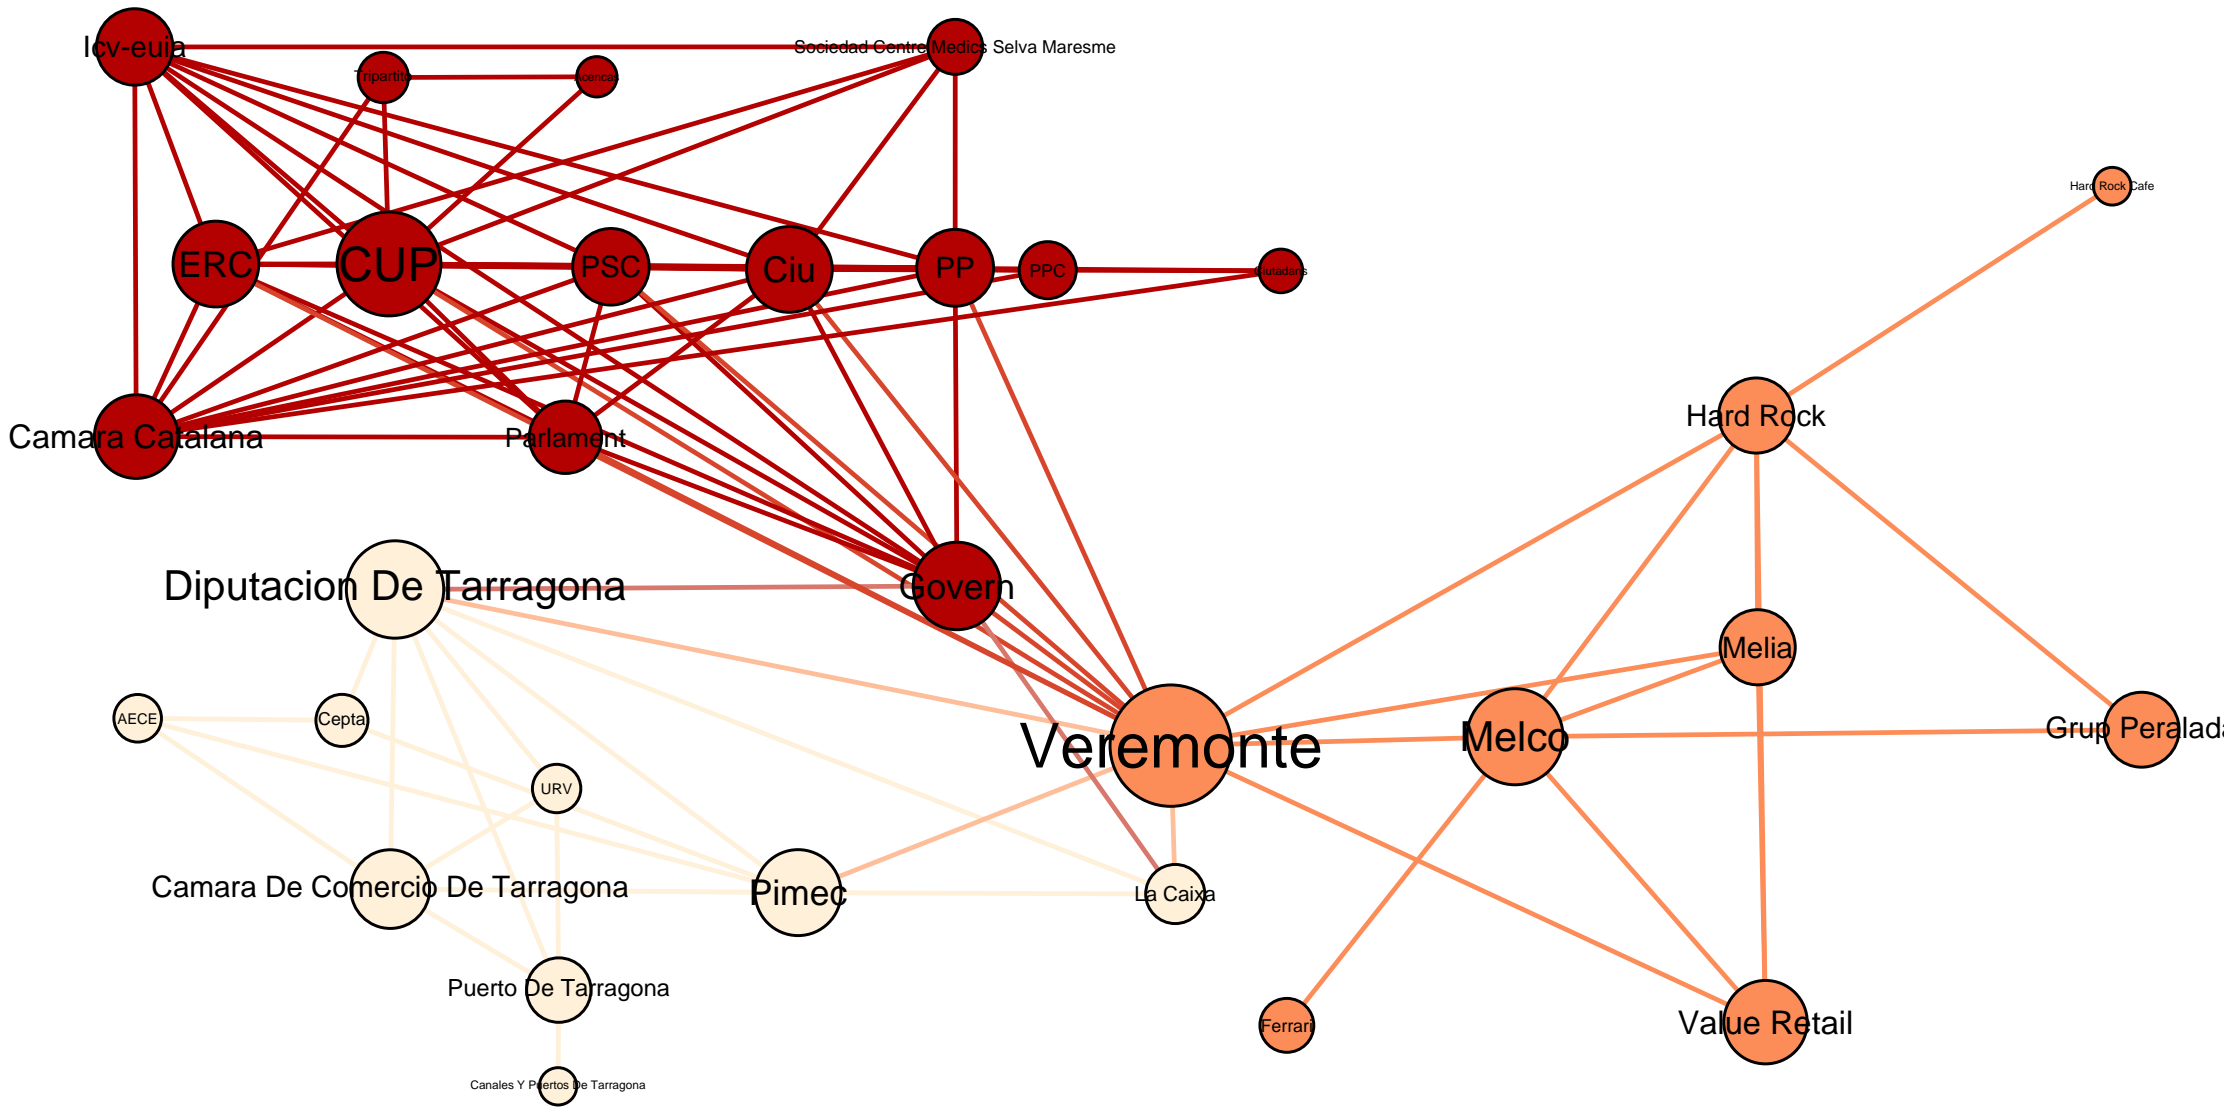 Icv-euia
Sociedad Centre Medics Selva Maresme
Tripartito
Acencas
Hard Rock Cafe
ERC
CUP
PSC
Ciu
PP
PPC
Ciutadans
Hard Rock
Camara Catalana
Parlament
Diputacion De Tarragona
Govern
Melia
AECE
Cepta
Veremonte
Melco
Grup Peralada
URV
Camara De Comercio De Tarragona
Pimec
La Caixa
Puerto De Tarragona
Ferrari
Value Retail
Canales Y Puertos De Tarragona